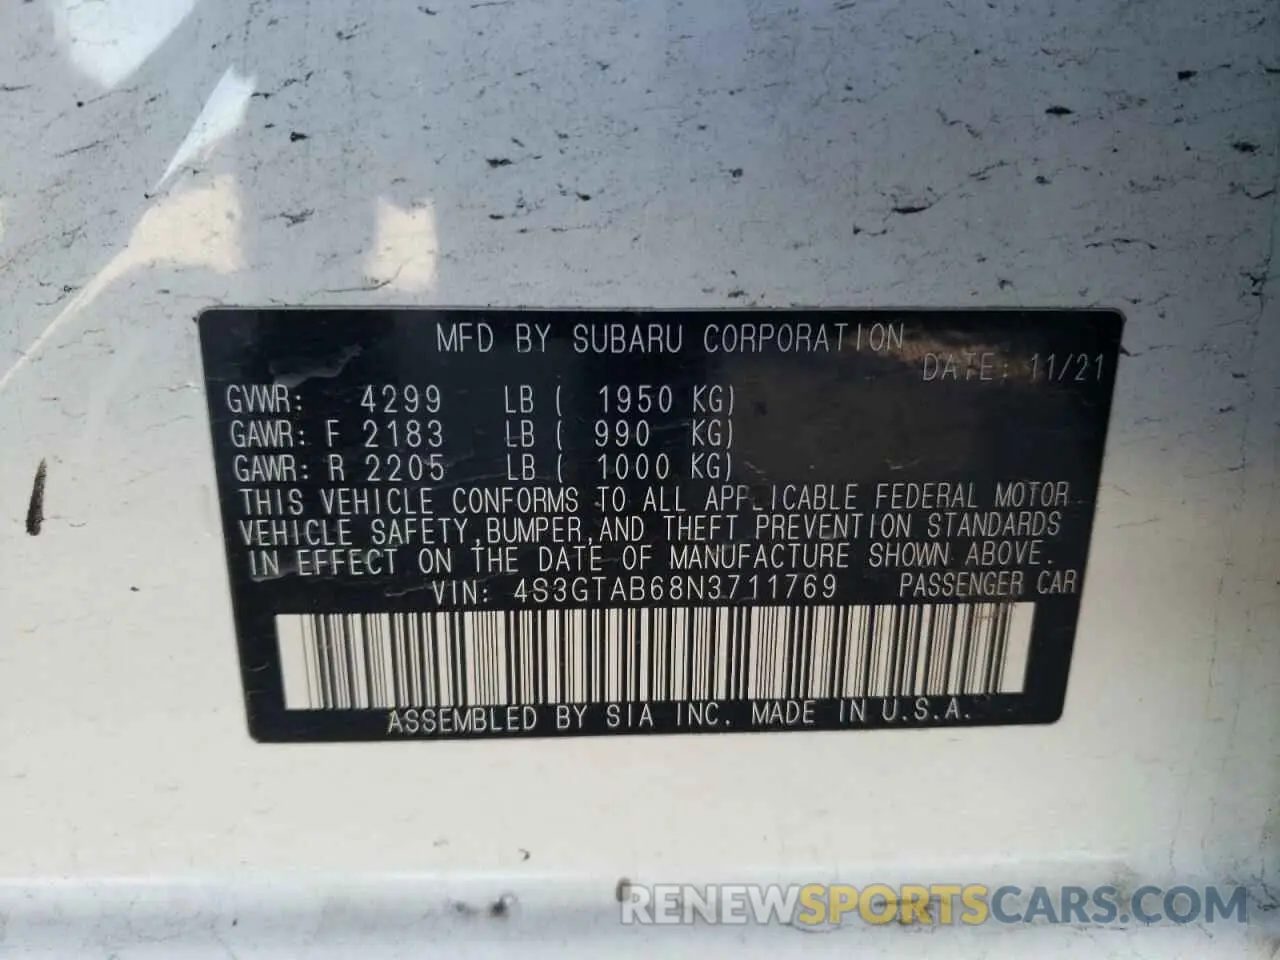 MFD BY SUBARU CORPORATION
DATE: 11/21
GVWR: 4299 LB ( 1950 KG)
GAWR: F 2183 LB ( 990 KG)
GAWR: R 2205 LB ( 1000 KG)
THIS VEHICLE CONFORMS TO ALL APPLICABLE FEDERAL MOTOR
VEHICLE SAFETY,BUMPER,AND THEFT PREVENTION STANDARDS
IN EFFECT ON THE DATE OF MANUFACTURE SHOWN ABOVE.
VIN: 4S3GTAB68N3711769 PASSENGER CAR
ASSEMBLED BY SIA INC. MADE IN U.S.A.
RENEWSPORTSCARS.COM